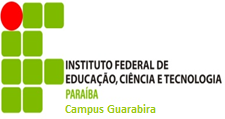 INSTITUTO FEDERAL DE
EDUCAÇÃO, CIÊNCIA E TECNOLOGIA
PARAÍBA
Campus Guarabira